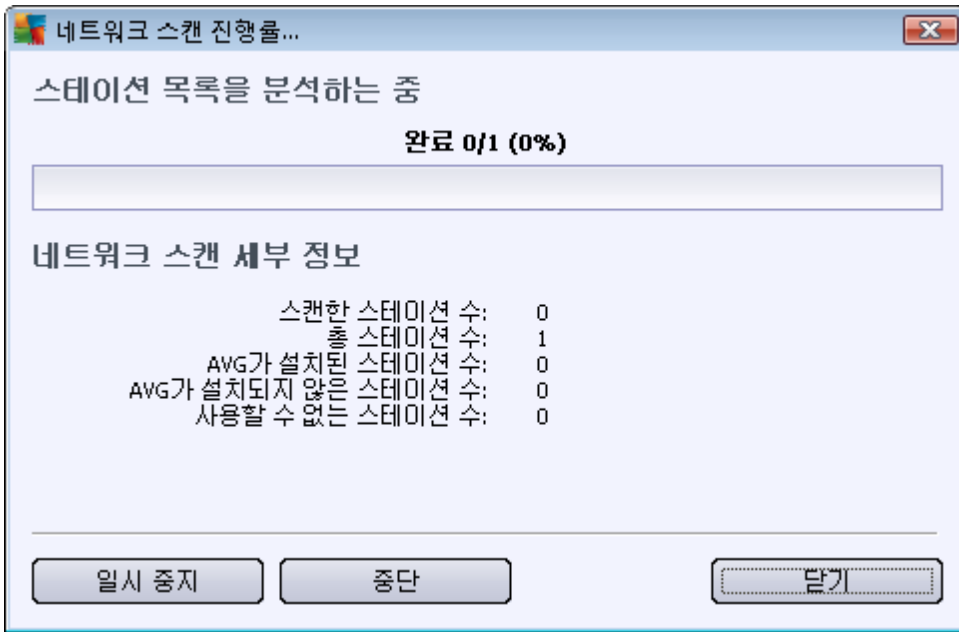 네트워크 스캔 진행률...
스테이션 목록을 분석하는 중
완료 0/1 (0%)
네트워크 스캔 세부 정보
스캔한 스테이션 수: 0
총 스테이션 수: 1
AVG가 설치된 스테이션 수: 0
AVG가 설치되지 않은 스테이션 수: 0
사용할 수 없는 스테이션 수: 0
일시 중지 중단 닫기